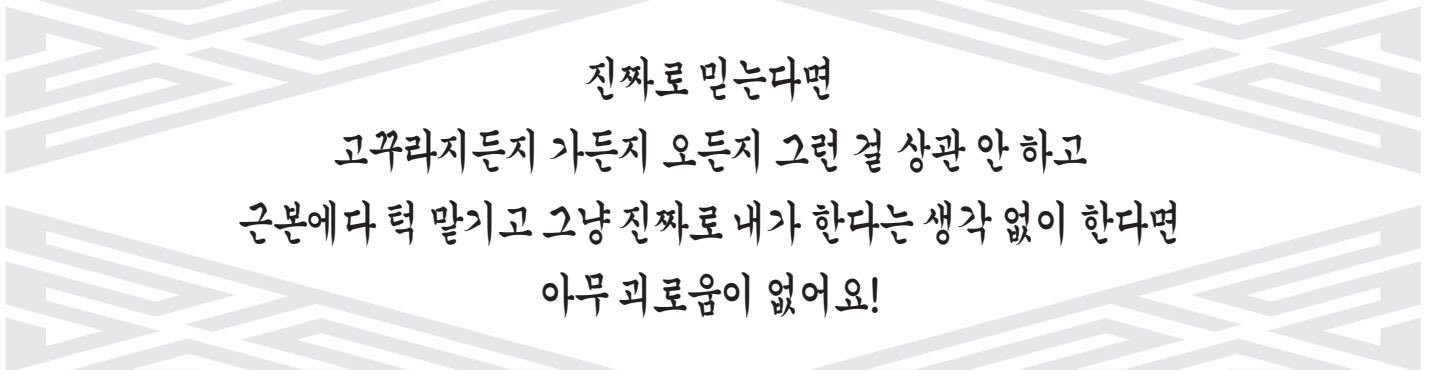 진짜로 믿는다면
고꾸라지든지 가든지 오든지 그런 걸 상관 안 하고
근본에다 턱 맡기고 그냥 진짜로 내가 한다는 생각 없이 한다면
아무 괴로움이 없어요!